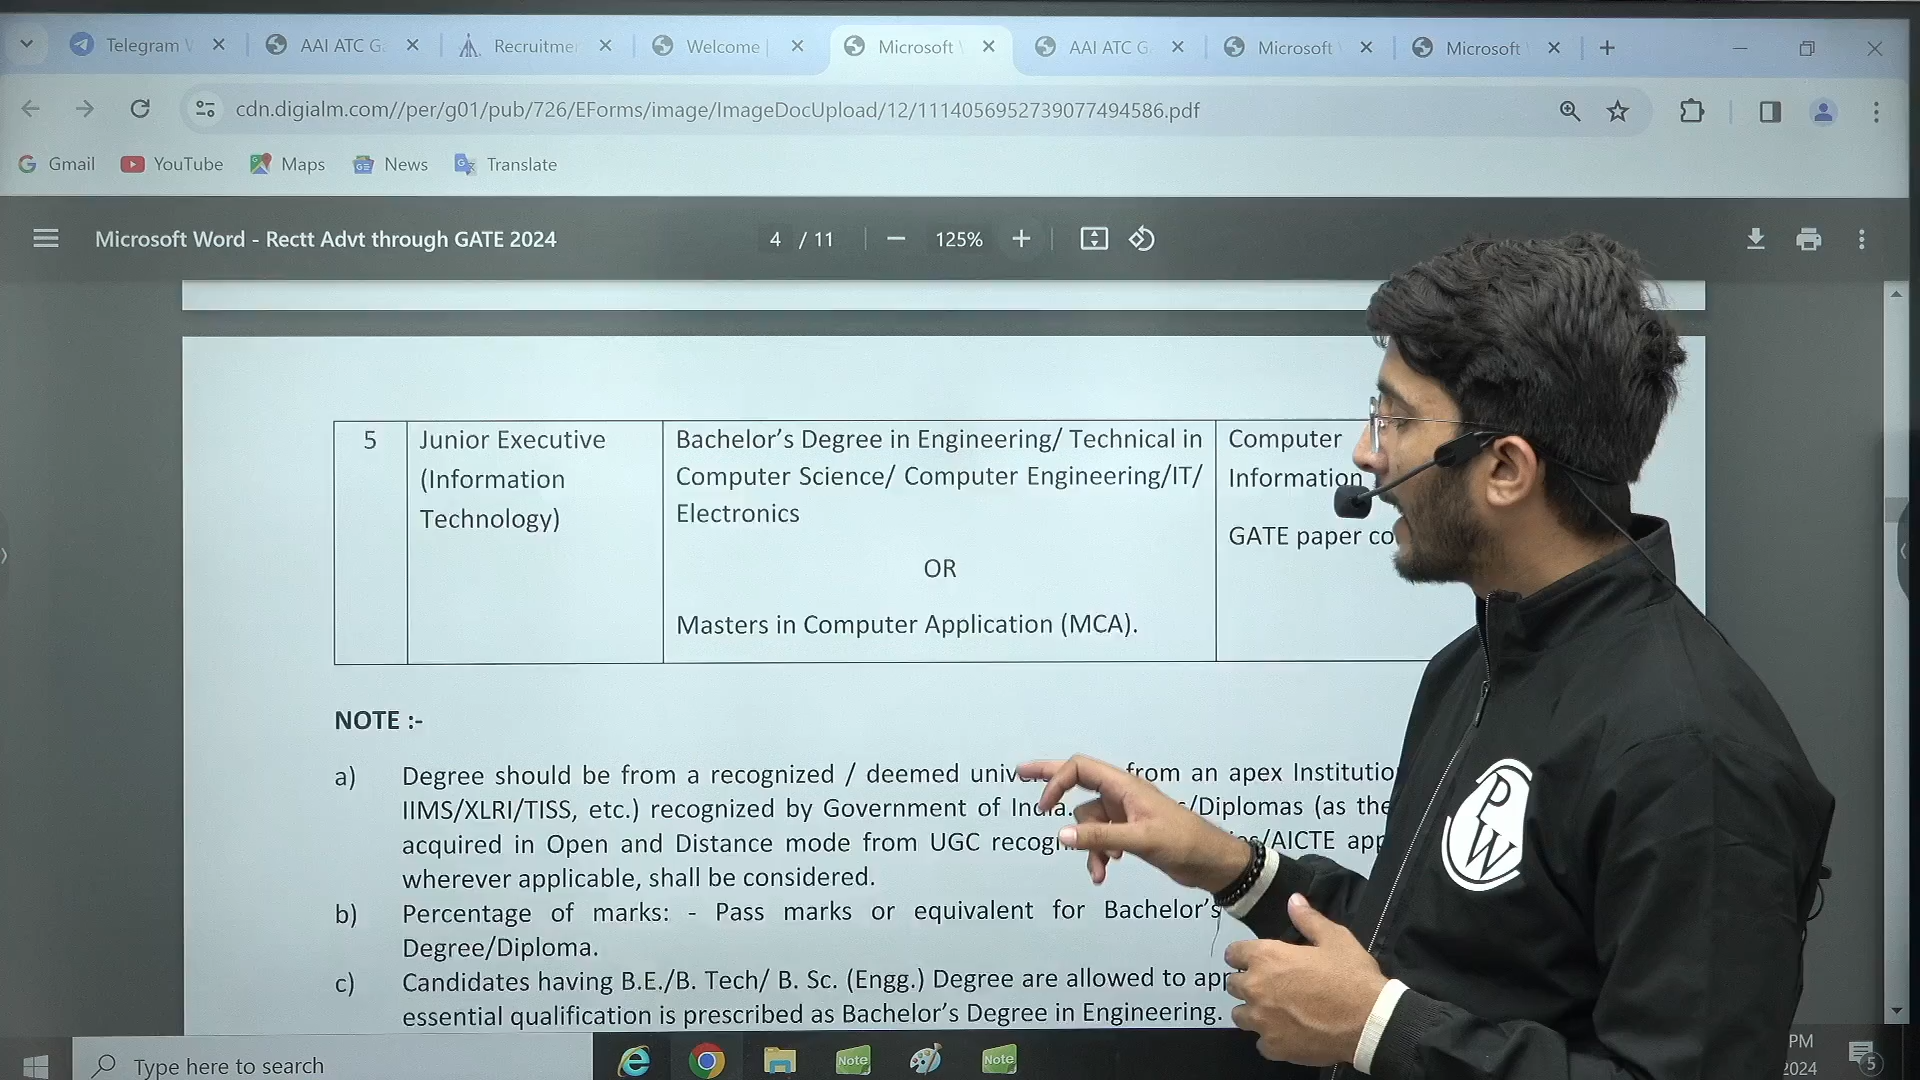 Telegram
AAI ATC G
Recruitme
Welcome
Microsoft
AAI ATC G
Microsoft
Microsoft
cdn.digialm.com//per/g01/pub/726/EForms/image/ImageDocUpload/12/1114056952739077494586.pdf
Gmail
YouTube
Maps
News
Translate
Microsoft Word - Rectt Advt through GATE 2024
4 / 11
125%
5
Junior Executive
(Information
Technology)
Bachelor's Degree in Engineering/ Technical in
Computer Science/ Computer Engineering/IT/
Electronics
OR
Masters in Computer Application (MCA).
Computer
Information
GATE paper co
NOTE :-
a) Degree should be from a recognized / deemed univ from an apex Institutio
IIMS/XLRI/TISS, etc.) recognized by Government of India. /Diplomas (as the
acquired in Open and Distance mode from UGC recogn /AICTE app
wherever applicable, shall be considered.
b) Percentage of marks: - Pass marks or equivalent for Bachelor's
Degree/Diploma.
c) Candidates having B.E./B. Tech/ B. Sc. (Engg.) Degree are allowed to app
essential qualification is prescribed as Bachelor's Degree in Engineering.
PW
Type here to search
Note
Note
PM
2024
5